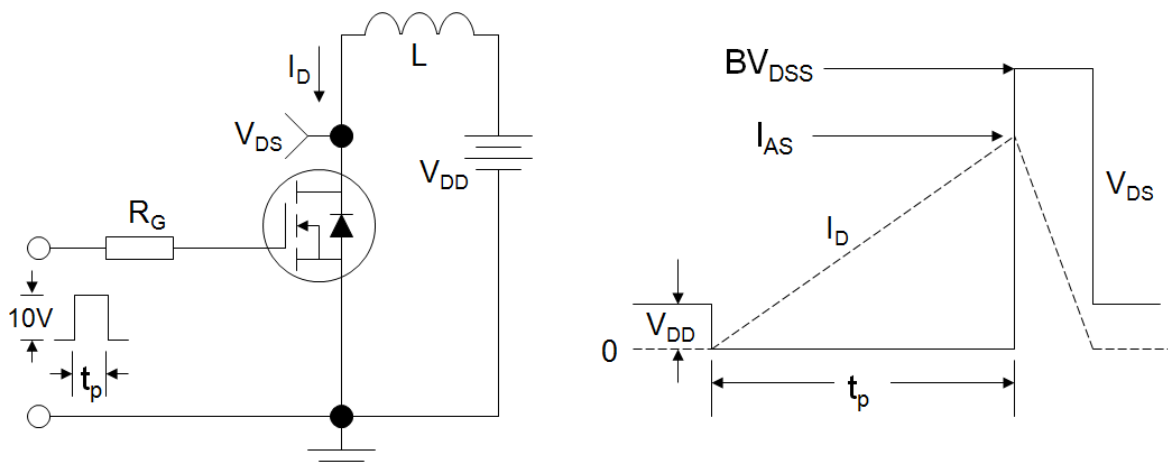 I_D
L
V_DS
V_DD
R_G
10V
t_p
BV_DSS
I_AS
V_DS
I_D
V_DD
0
t_p